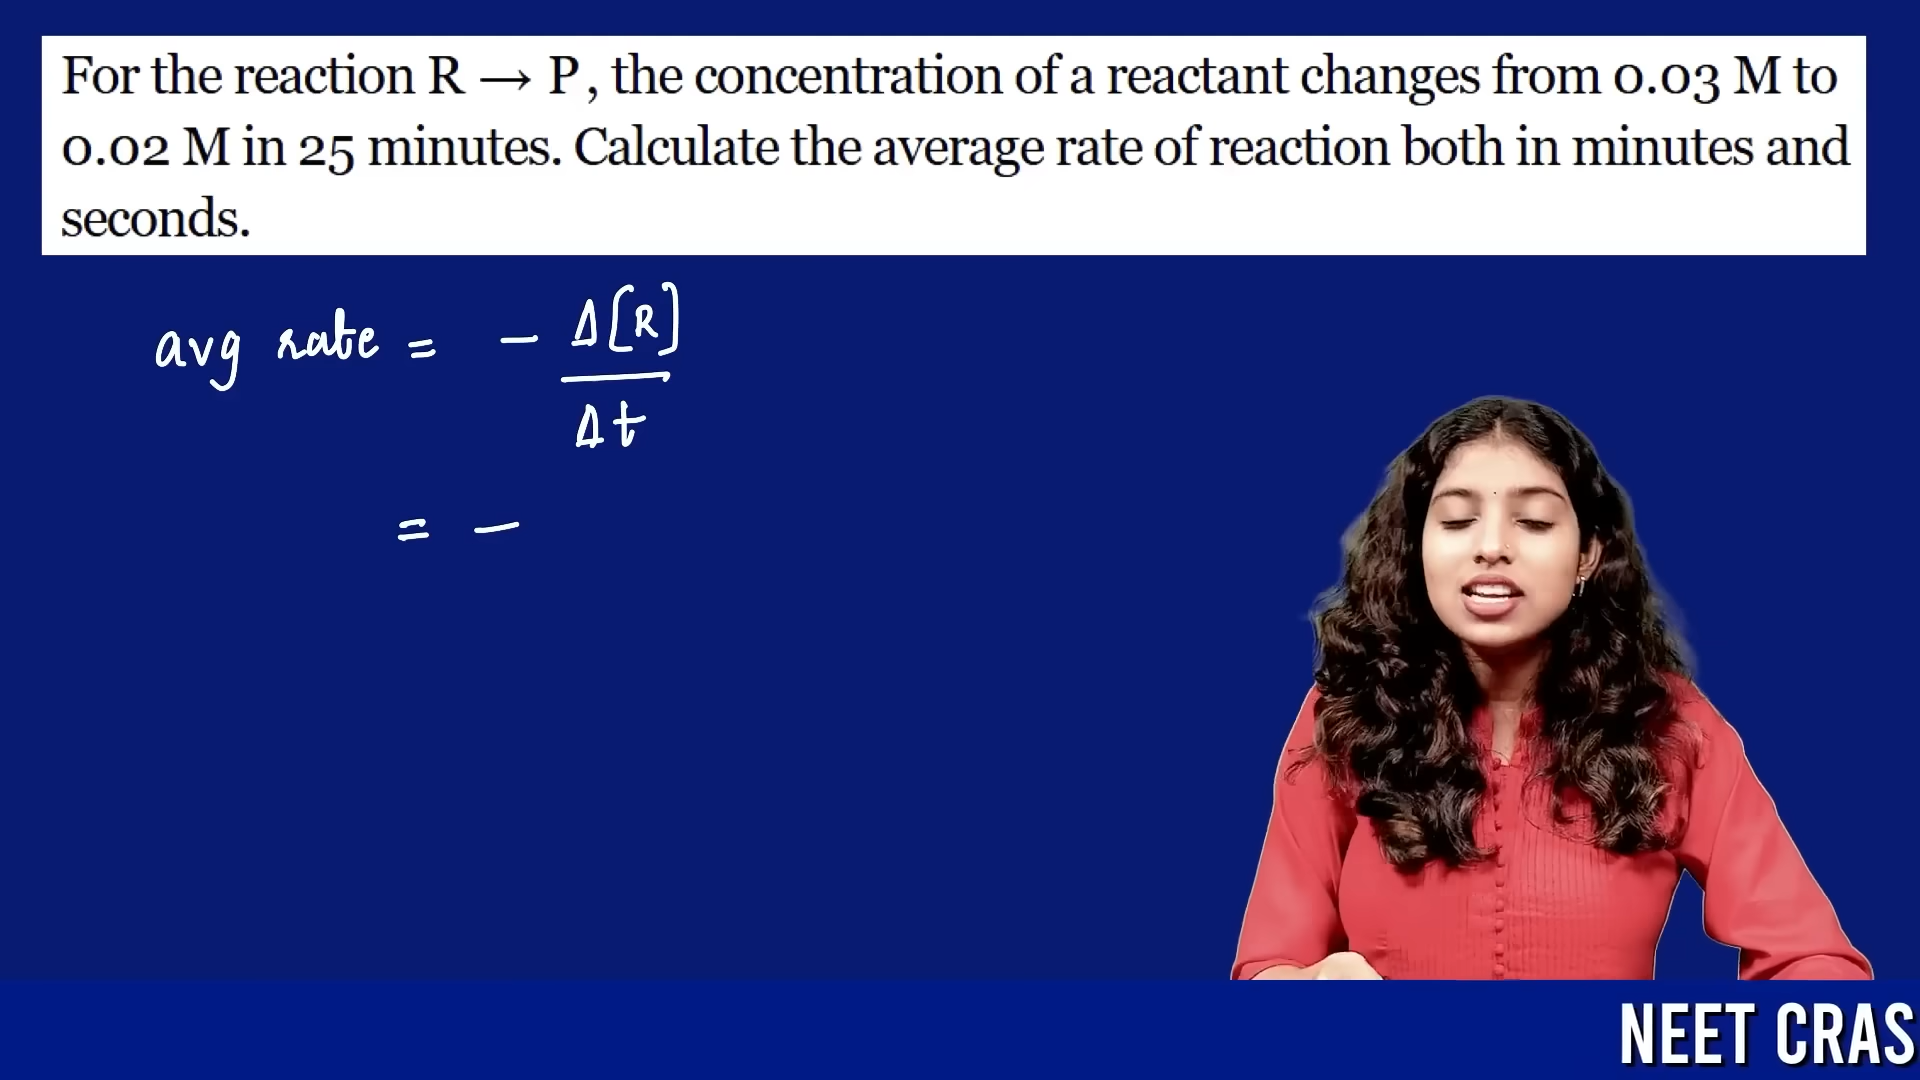 For the reaction R → P, the concentration of a reactant changes from 0.03 M to
0.02 M in 25 minutes. Calculate the average rate of reaction both in minutes and
seconds.
avg rate = - Δ[R]
Δt
= -
NEET CRAS